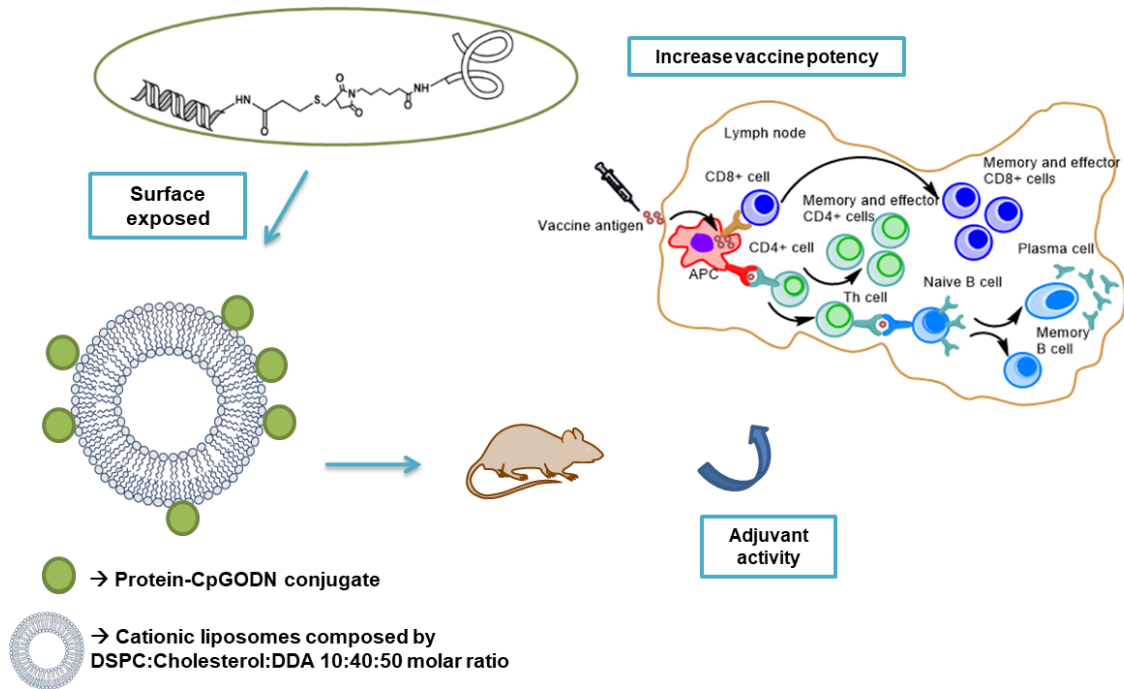 HN
O
S
O
N
O
O
NH
Increase vaccine potency
Surface
exposed
Lymph node
CD8+ cell
Memory and effector
CD8+ cells
Vaccine antigen
Memory and effector
CD4+ cells
CD4+ cell
APC
Plasma cell
Th cell
Naive B cell
Memory
B cell
Adjuvant
activity
→ Protein-CpGODN conjugate
→ Cationic liposomes composed by
DSPC:Cholesterol:DDA 10:40:50 molar ratio